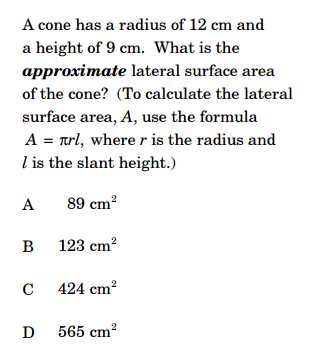 A cone has a radius of 12 cm and
a height of 9 cm. What is the
approximate lateral surface area
of the cone? (To calculate the lateral
surface area, A, use the formula
A = πrl, where r is the radius and
l is the slant height.)
A 89 cm²
B 123 cm²
C 424 cm²
D 565 cm²